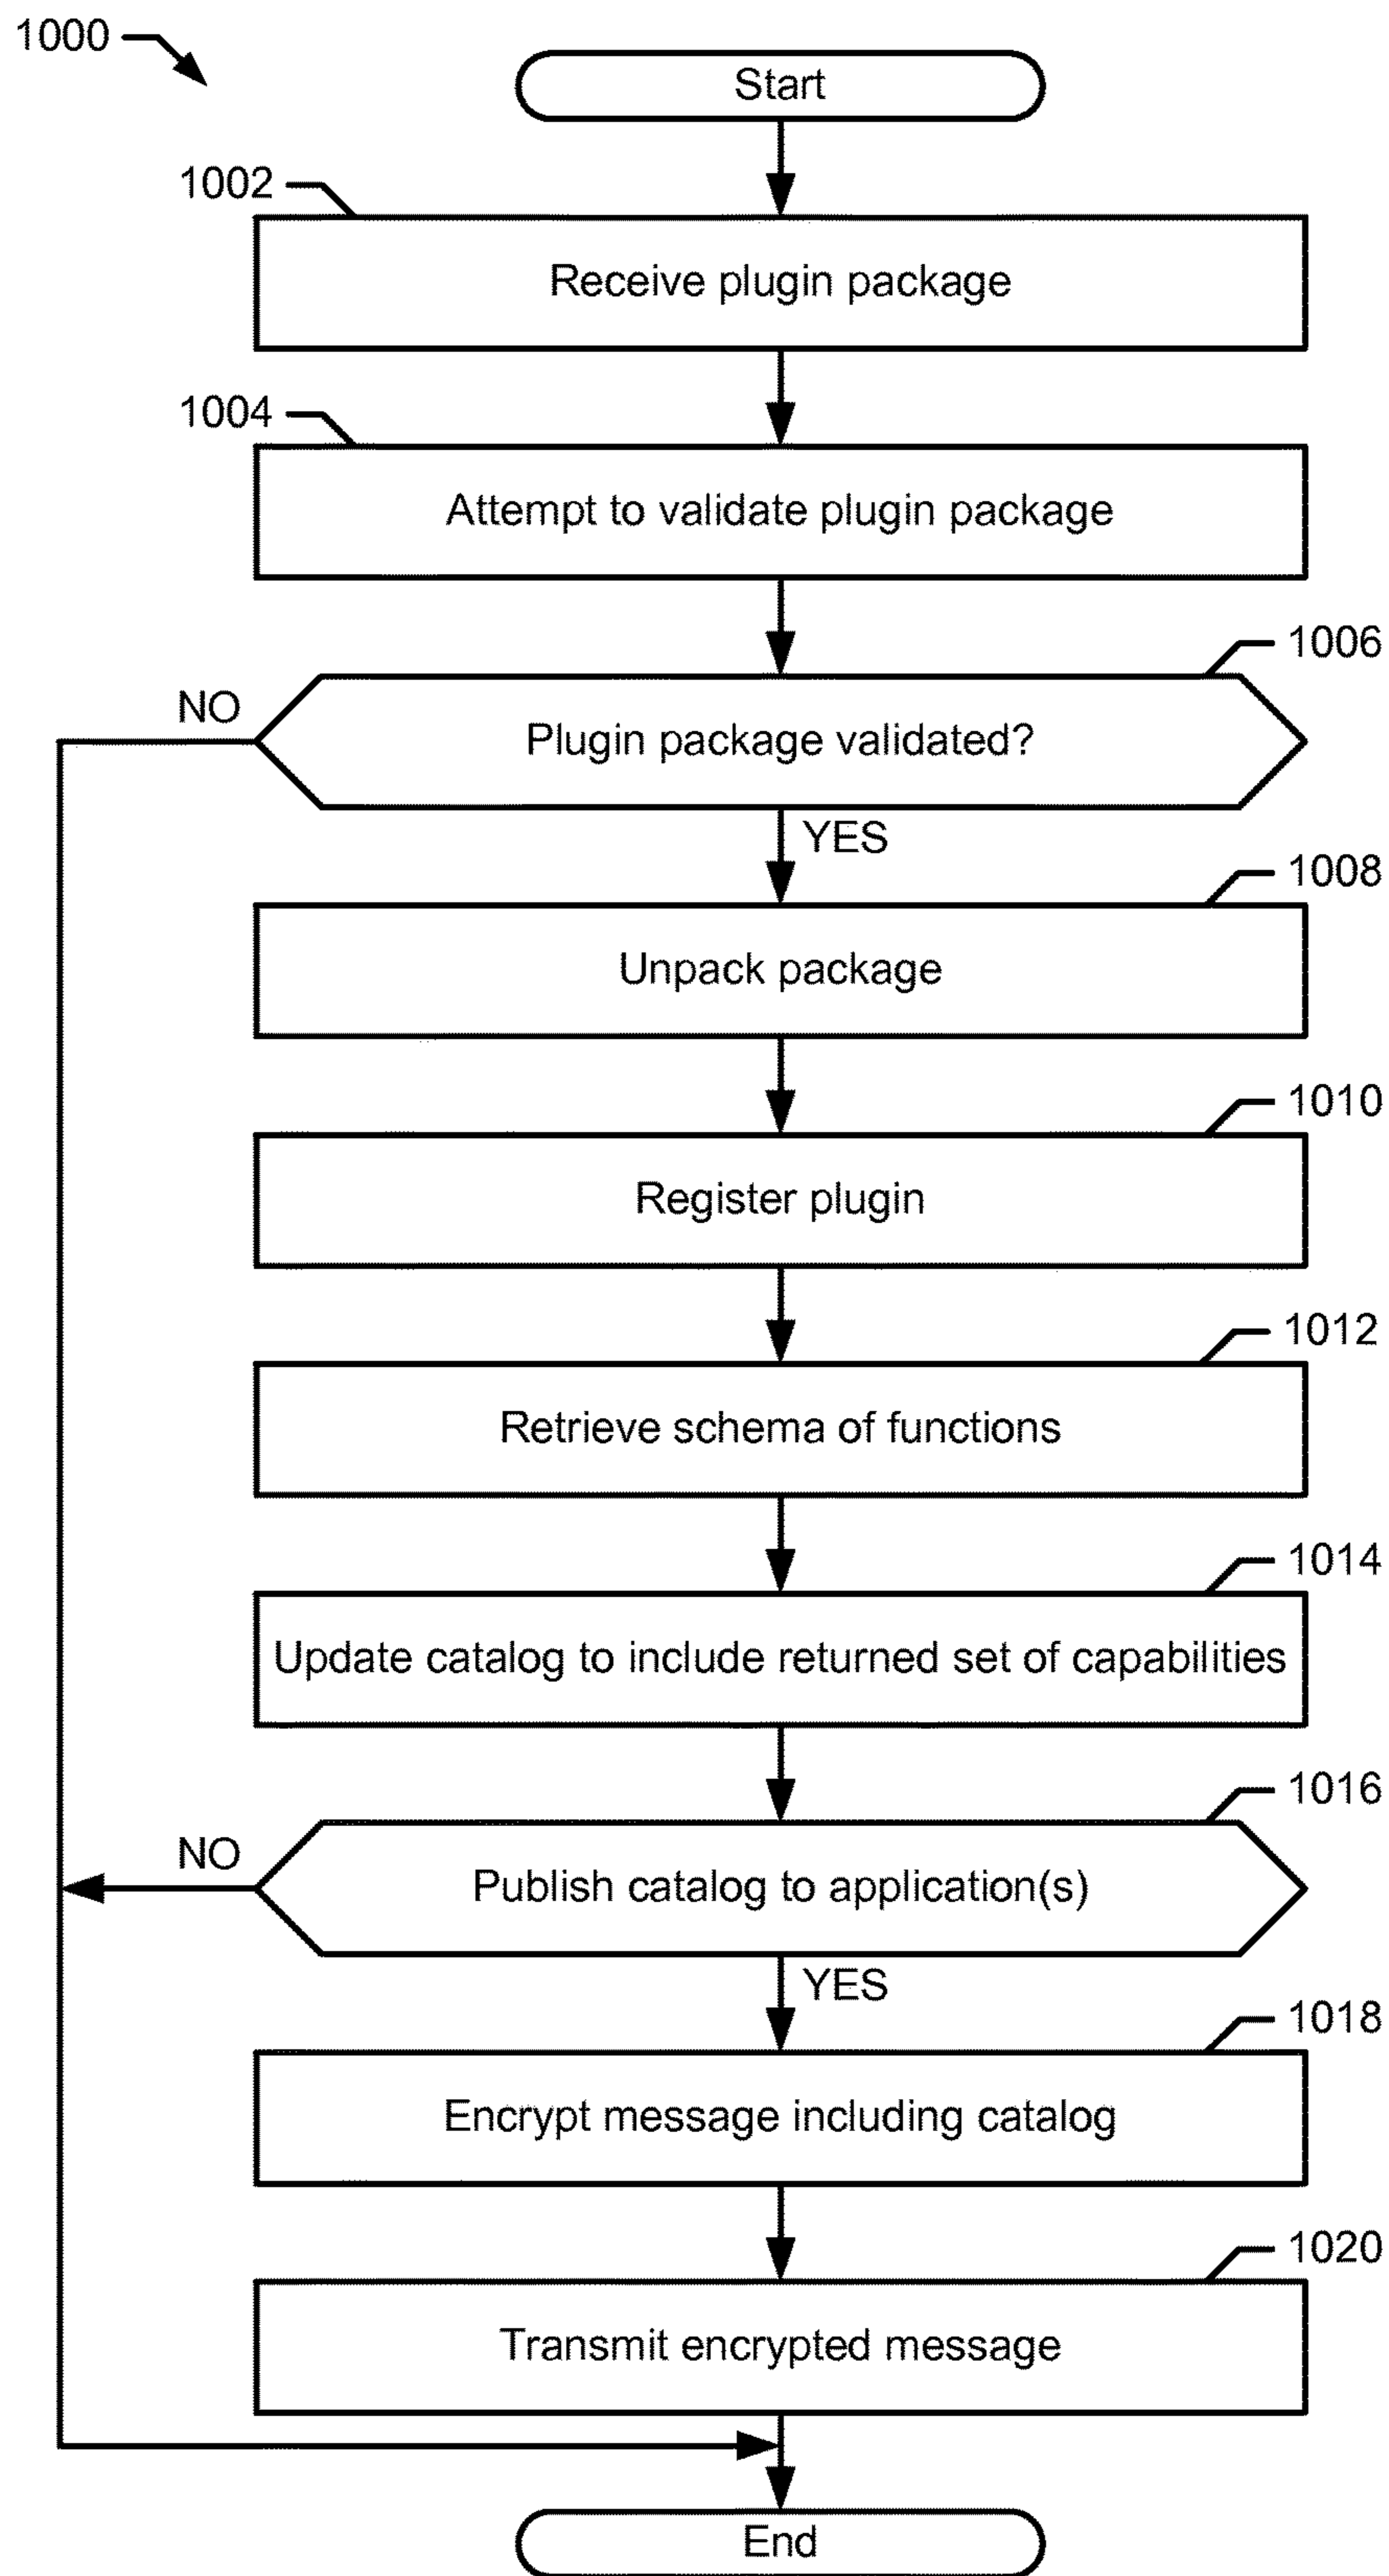 1000
Start
1002
Receive plugin package
1004
Attempt to validate plugin package
1006
NO
Plugin package validated?
YES
1008
Unpack package
1010
Register plugin
1012
Retrieve schema of functions
1014
Update catalog to include returned set of capabilities
1016
NO
Publish catalog to application(s)
YES
1018
Encrypt message including catalog
1020
Transmit encrypted message
End